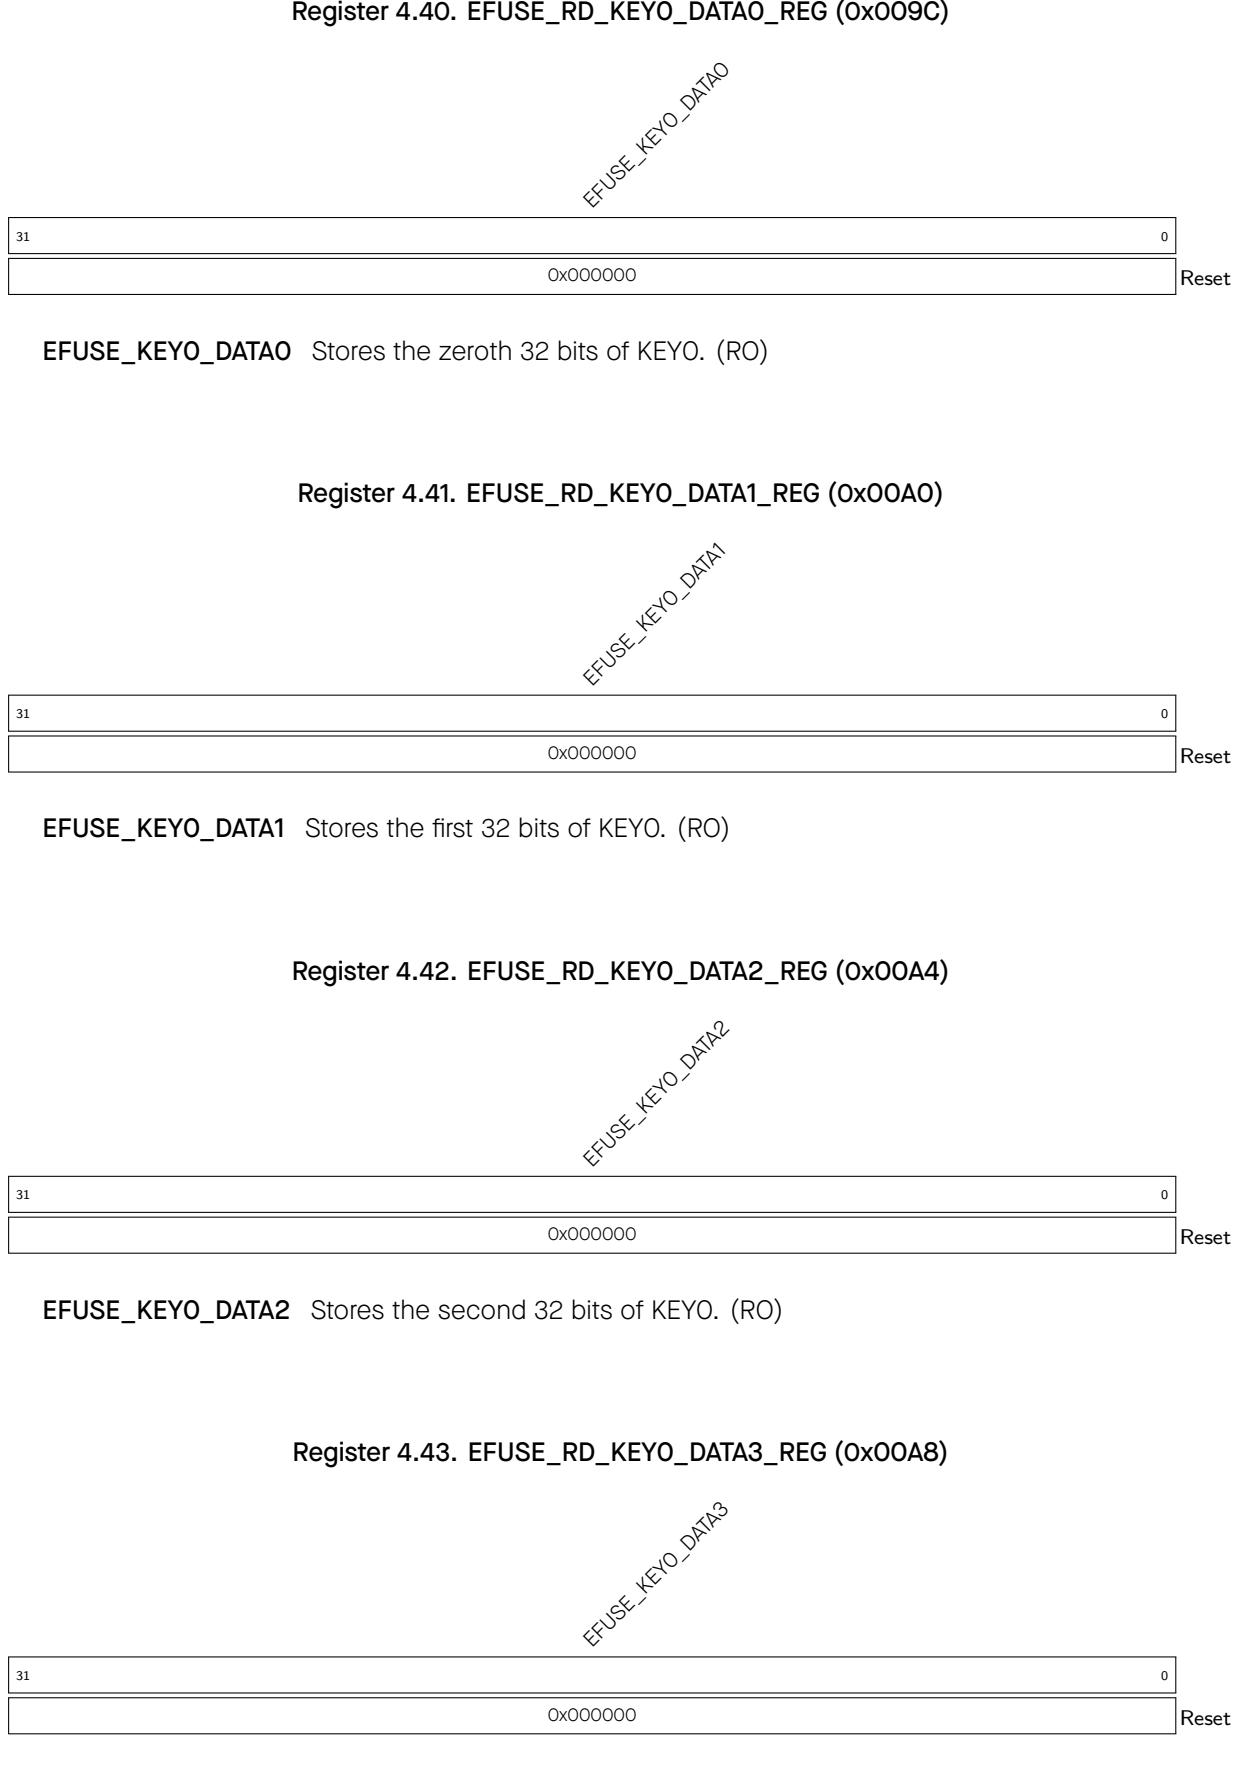 Register 4.40. EFUSE_RD_KEY0_DATA0_REG (0x009C)
EFUSE_KEY0_DATA0
31 0
0x000000 Reset
EFUSE_KEY0_DATA0 Stores the zeroth 32 bits of KEY0. (RO)
Register 4.41. EFUSE_RD_KEY0_DATA1_REG (0x00A0)
EFUSE_KEY0_DATA1
31 0
0x000000 Reset
EFUSE_KEY0_DATA1 Stores the first 32 bits of KEY0. (RO)
Register 4.42. EFUSE_RD_KEY0_DATA2_REG (0x00A4)
EFUSE_KEY0_DATA2
31 0
0x000000 Reset
EFUSE_KEY0_DATA2 Stores the second 32 bits of KEY0. (RO)
Register 4.43. EFUSE_RD_KEY0_DATA3_REG (0x00A8)
EFUSE_KEY0_DATA3
31 0
0x000000 Reset